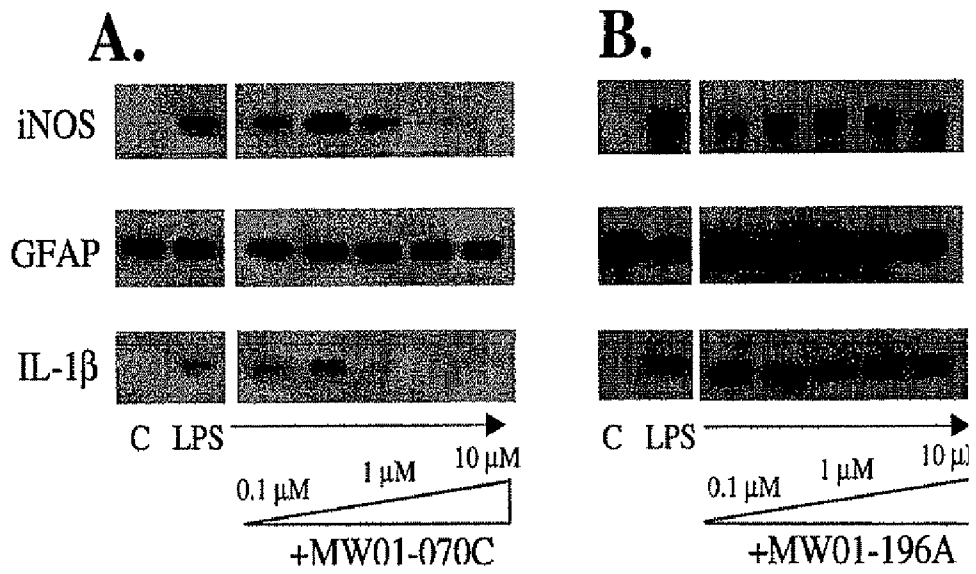 A.
B.
iNOS
GFAP
IL-1β
C LPS
0.1 μM 1 μM 10 μM
+MW01-070C
C LPS
0.1 μM 1 μM 10 μ
+MW01-196A